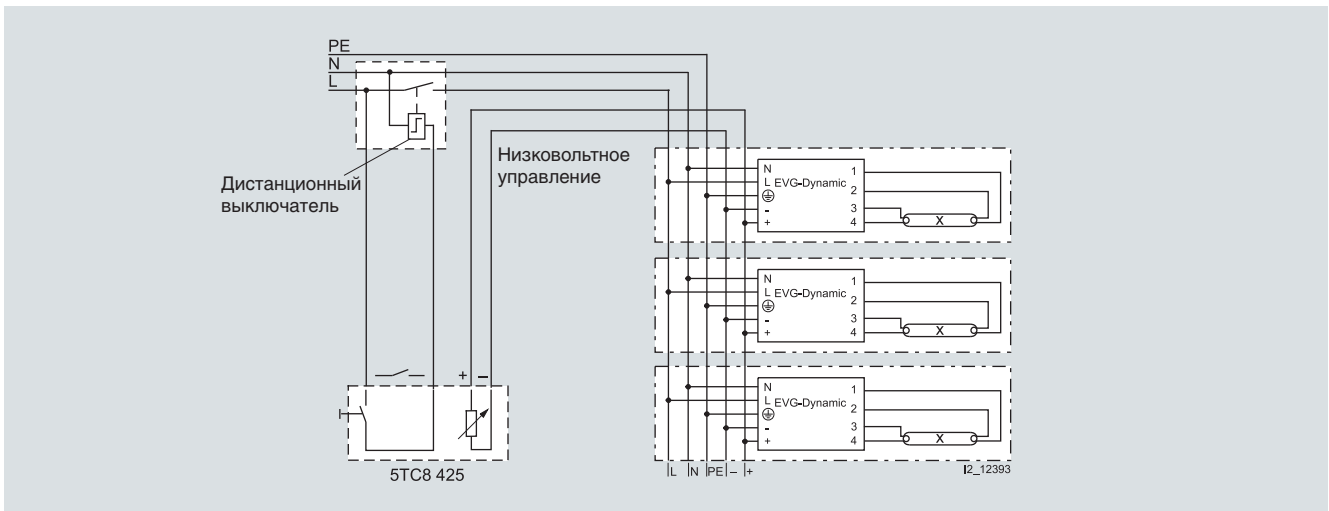 PE
N
L
Дистанционный
выключатель
Низковольтное
управление
N 1
L EVG-Dynamic 2
3
- 4
+
N 1
L EVG-Dynamic 2
3
- 4
+
N 1
L EVG-Dynamic 2
3
- 4
+
X
X
X
+ –
5TC8 425
L N PE – +
I2_12393